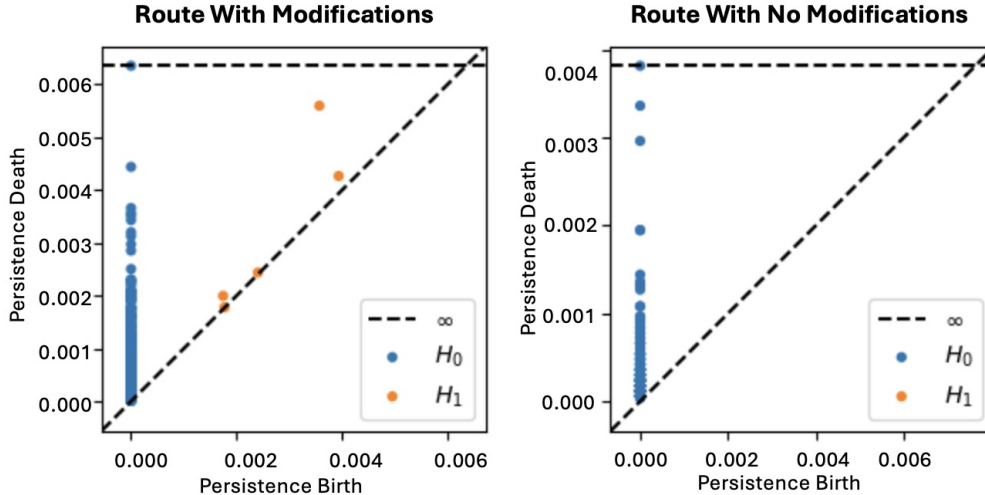 Route With Modifications
Persistence Death
0.006
0.005
0.004
0.003
0.002
0.001
0.000
∞
H₀
H₁
0.000 0.002 0.004 0.006
Persistence Birth
Route With No Modifications
Persistence Death
0.004
0.003
0.002
0.001
0.000
∞
H₀
H₁
0.000 0.002 0.004 0.006
Persistence Birth